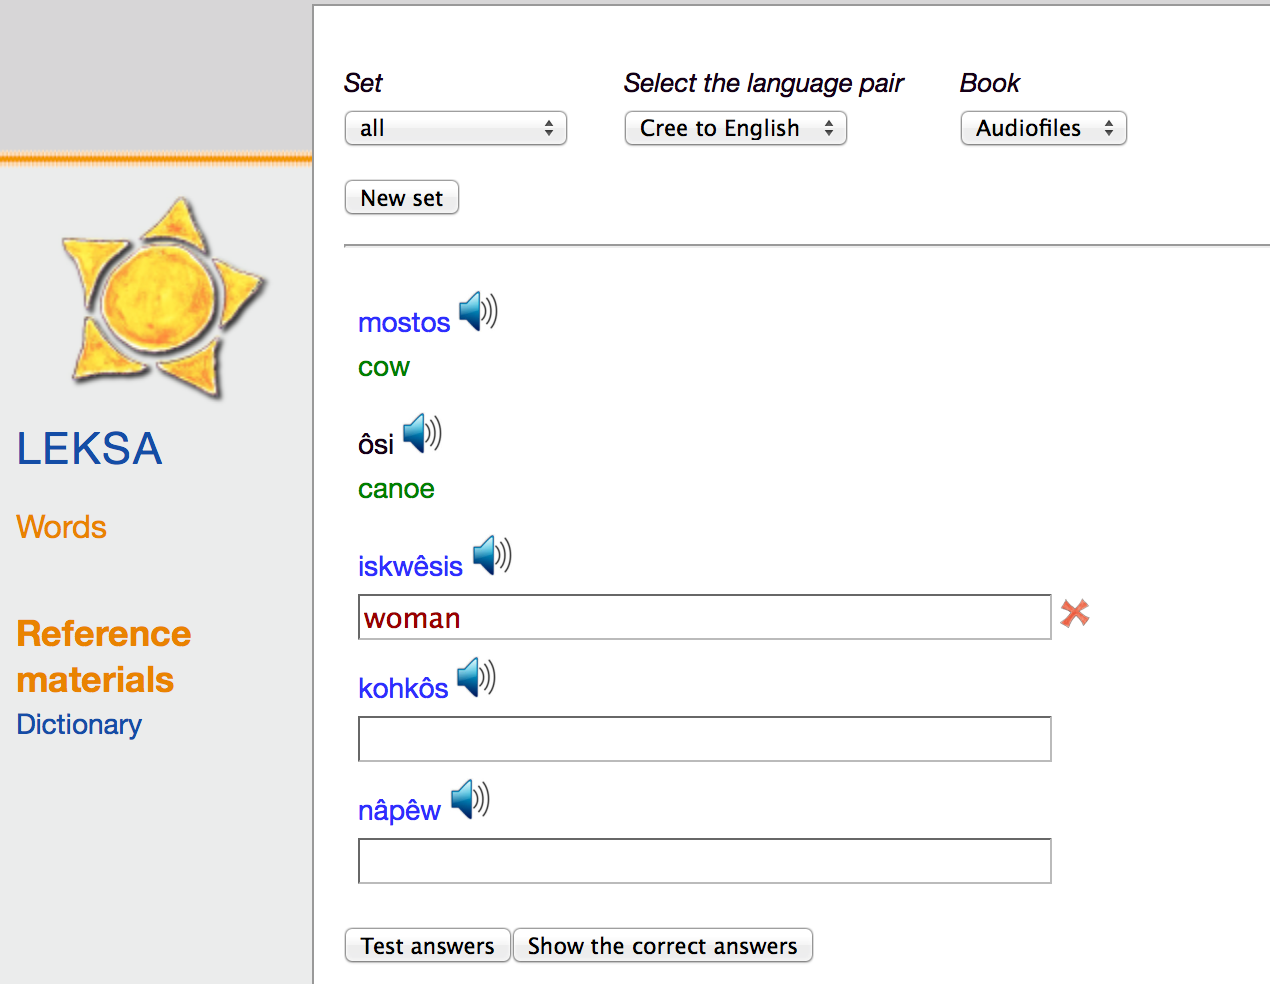 Set
Select the language pair
Book
all
Cree to English
Audiofiles
New set
LEKSA
Words
Reference
materials
Dictionary
mostos
cow
ôsi
canoe
iskwêsis
woman
kohkôs
nâpêw
Test answers
Show the correct answers